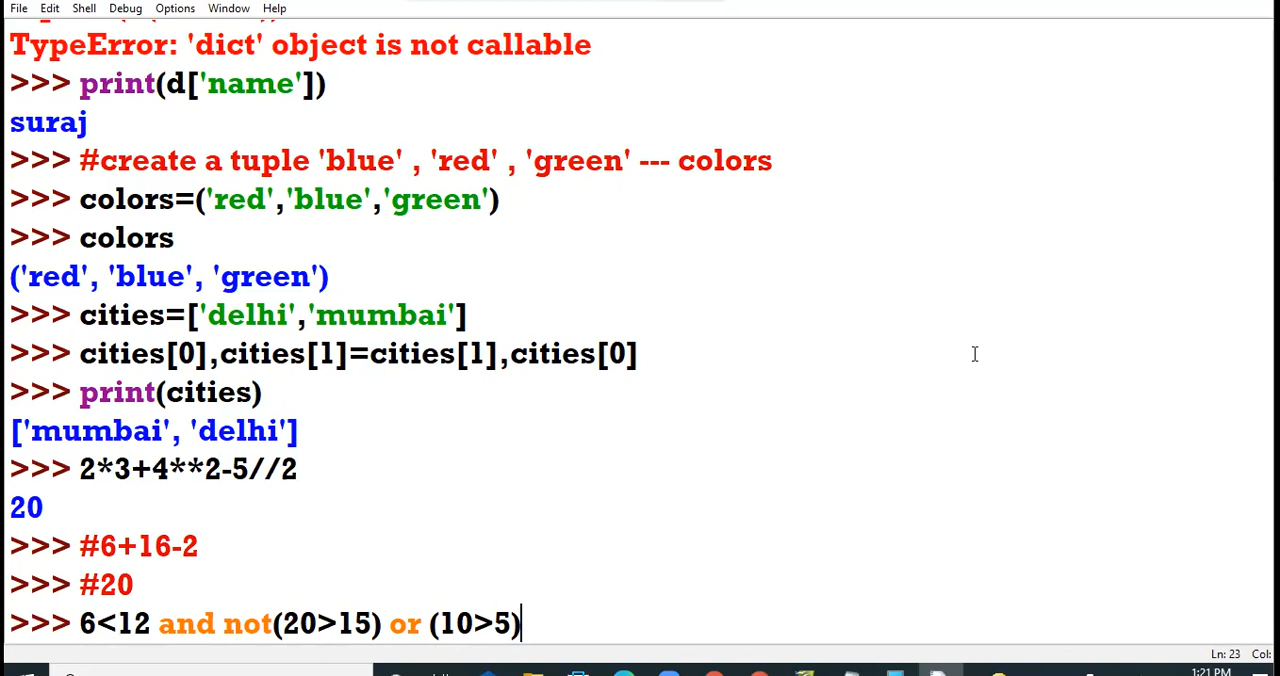 File Edit Shell Debug Options Window Help
TypeError: 'dict' object is not callable
>>> print(d['name'])
suraj
>>> #create a tuple 'blue' , 'red' , 'green' --- colors
>>> colors=('red','blue','green')
>>> colors
('red', 'blue', 'green')
>>> cities=['delhi','mumbai']
>>> cities[0],cities[1]=cities[1],cities[0]
>>> print(cities)
['mumbai', 'delhi']
>>> 2*3+4**2-5//2
20
>>> #6+16-2
>>> #20
>>> 6<12 and not(20>15) or (10>5)
Ln: 23 Col:
1:21 PM